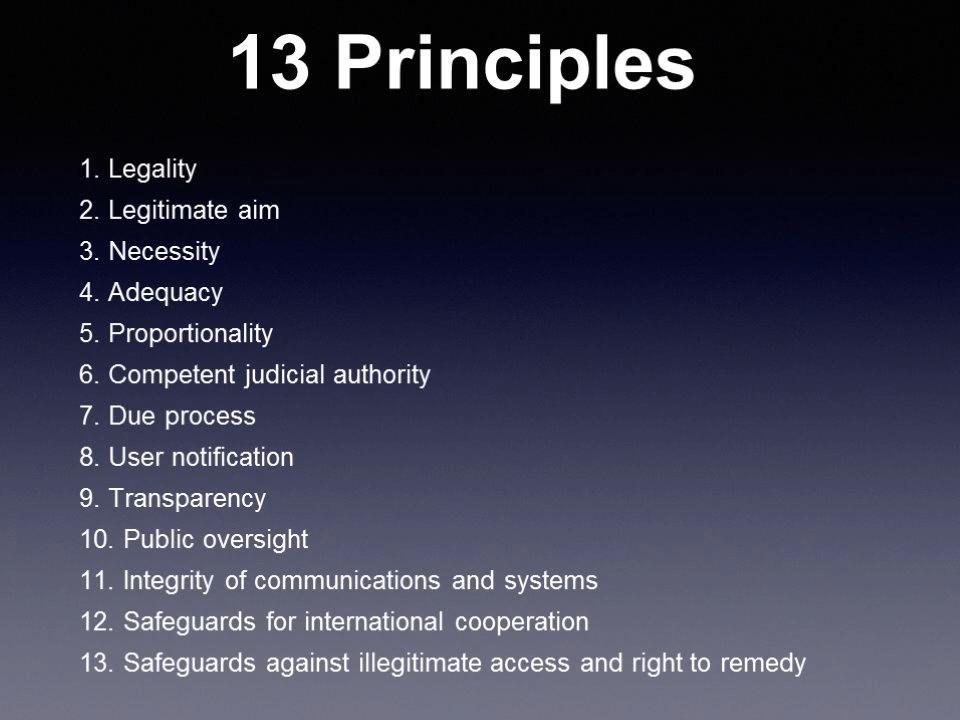 13 Principles
1. Legality
2. Legitimate aim
3. Necessity
4. Adequacy
5. Proportionality
6. Competent judicial authority
7. Due process
8. User notification
9. Transparency
10. Public oversight
11. Integrity of communications and systems
12. Safeguards for international cooperation
13. Safeguards against illegitimate access and right to remedy